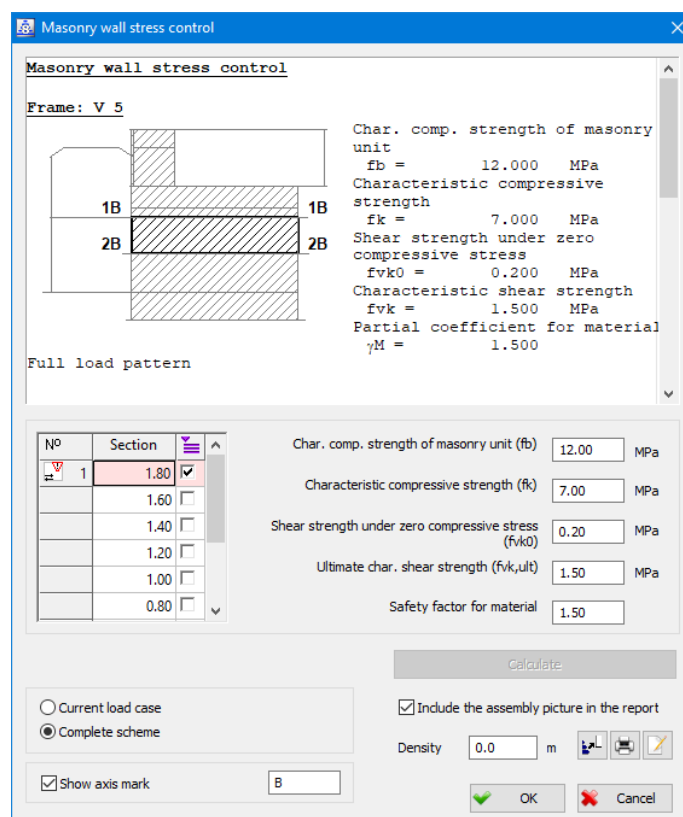 Masonry wall stress control
Masonry wall stress control
Frame: V 5
Char. comp. strength of masonry
unit
fb = 12.000 MPa
Characteristic compressive
strength
fk = 7.000 MPa
Shear strength under zero
compressive stress
fvk0 = 0.200 MPa
Characteristic shear strength
fvk = 1.500 MPa
Partial coefficient for material
γM = 1.500
1B 1B
2B 2B
Full load pattern
Nº Section
1 1.80
1.60
1.40
1.20
1.00
0.80
Char. comp. strength of masonry unit (fb) 12.00 MPa
Characteristic compressive strength (fk) 7.00 MPa
Shear strength under zero compressive stress
(fvk0) 0.20 MPa
Ultimate char. shear strength (fvk,ult) 1.50 MPa
Safety factor for material 1.50
Calculate
Current load case
Complete scheme
Include the assembly picture in the report
Density 0.0 m
Show axis mark B
OK Cancel